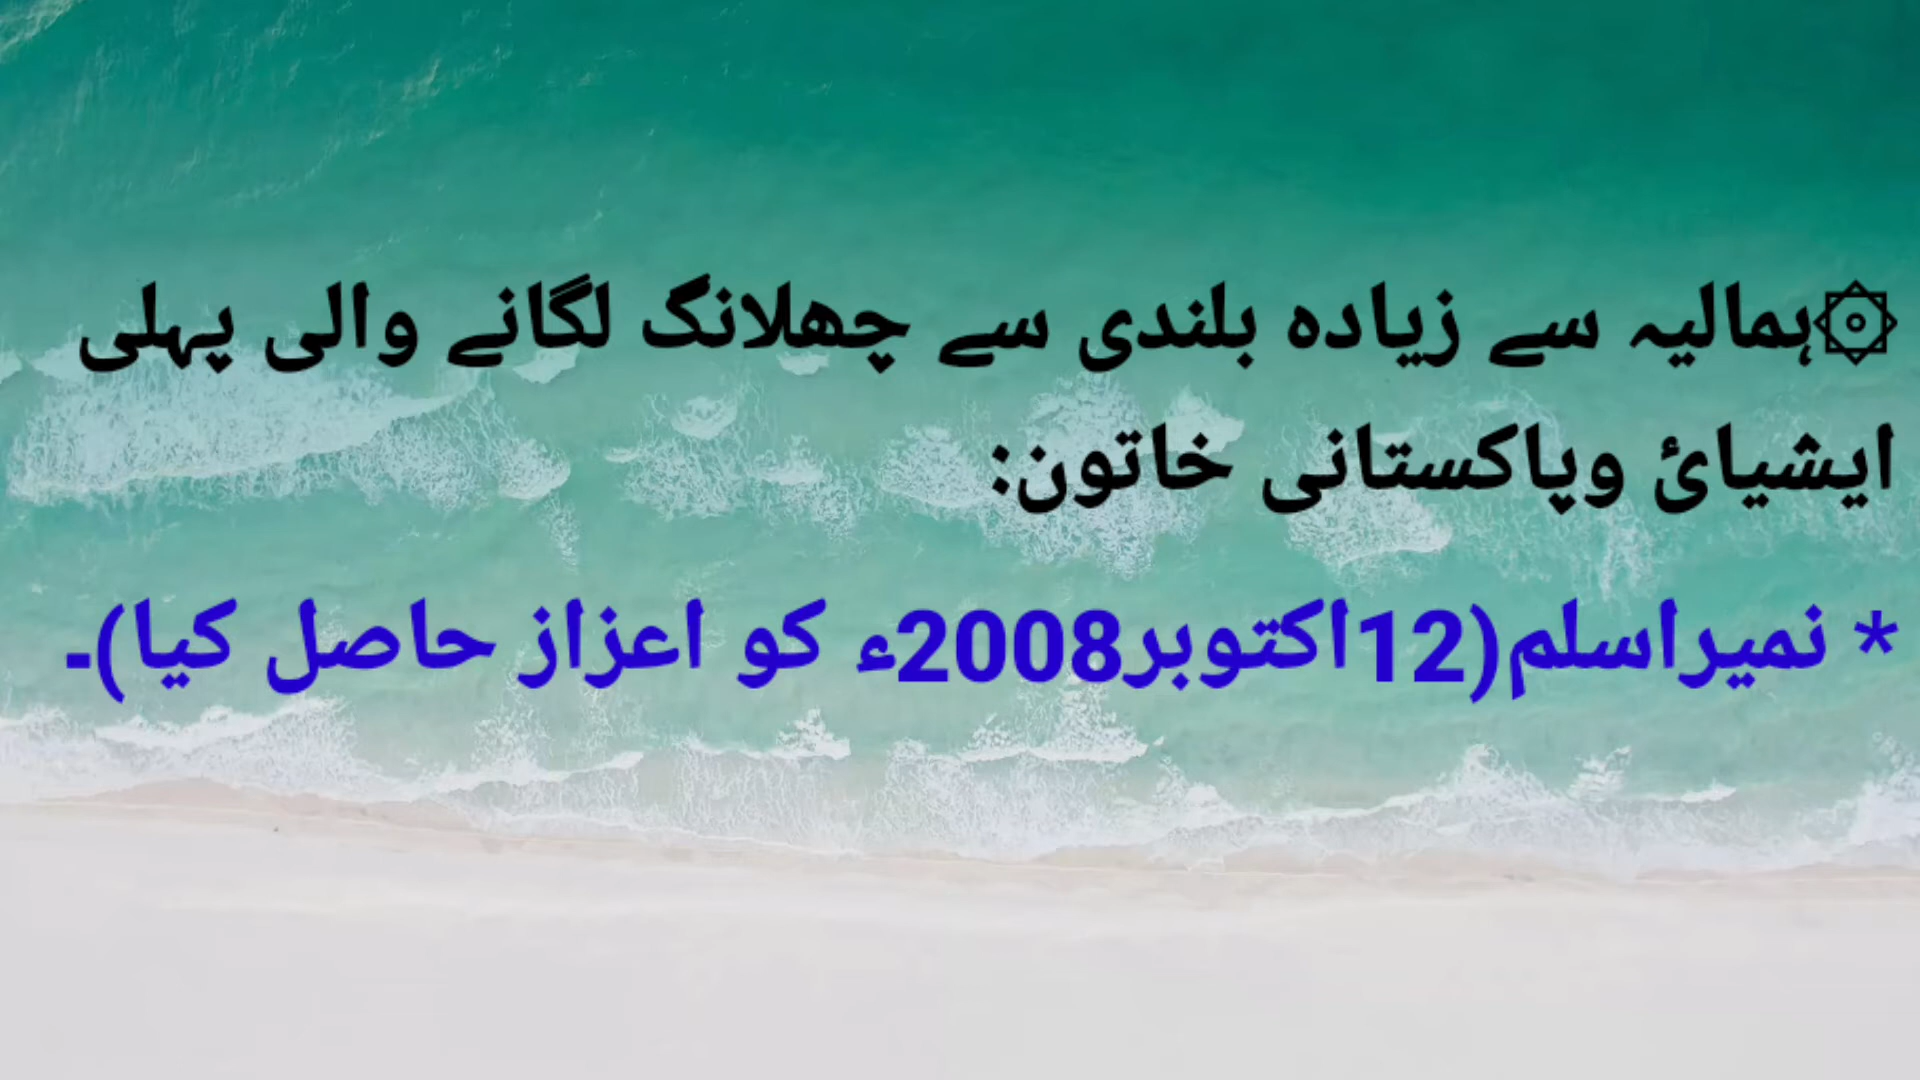 ۞ہمالیہ سے زیادہ بلندی سے چھلانگ لگانے والی پہلی
ایشیائ وپاکستانی خاتون:
* نمیراسلم(12اکتوبر2008ء کو اعزاز حاصل کیا)۔